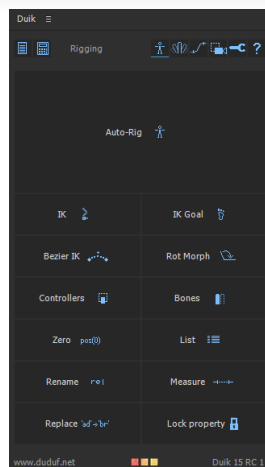 Duik
Rigging ?
Auto-Rig
IK IK Goal
Bezier IK Rot Morph
Controllers Bones
Zero pos(0) List
Rename re| Measure
Replace 'ad'→'br' Lock property
www.duduf.net Duik 15 RC 1